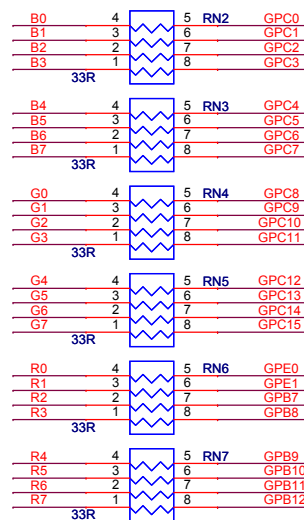 B0 4 5 RN2 GPC0
B1 3 6 GPC1
B2 2 7 GPC2
B3 1 8 GPC3
33R
B4 4 5 RN3 GPC4
B5 3 6 GPC5
B6 2 7 GPC6
B7 1 8 GPC7
33R
G0 4 5 RN4 GPC8
G1 3 6 GPC9
G2 2 7 GPC10
G3 1 8 GPC11
33R
G4 4 5 RN5 GPC12
G5 3 6 GPC13
G6 2 7 GPC14
G7 1 8 GPC15
33R
R0 4 5 RN6 GPE0
R1 3 6 GPE1
R2 2 7 GPB7
R3 1 8 GPB8
33R
R4 4 5 RN7 GPB9
R5 3 6 GPB10
R6 2 7 GPB11
R7 1 8 GPB12
33R